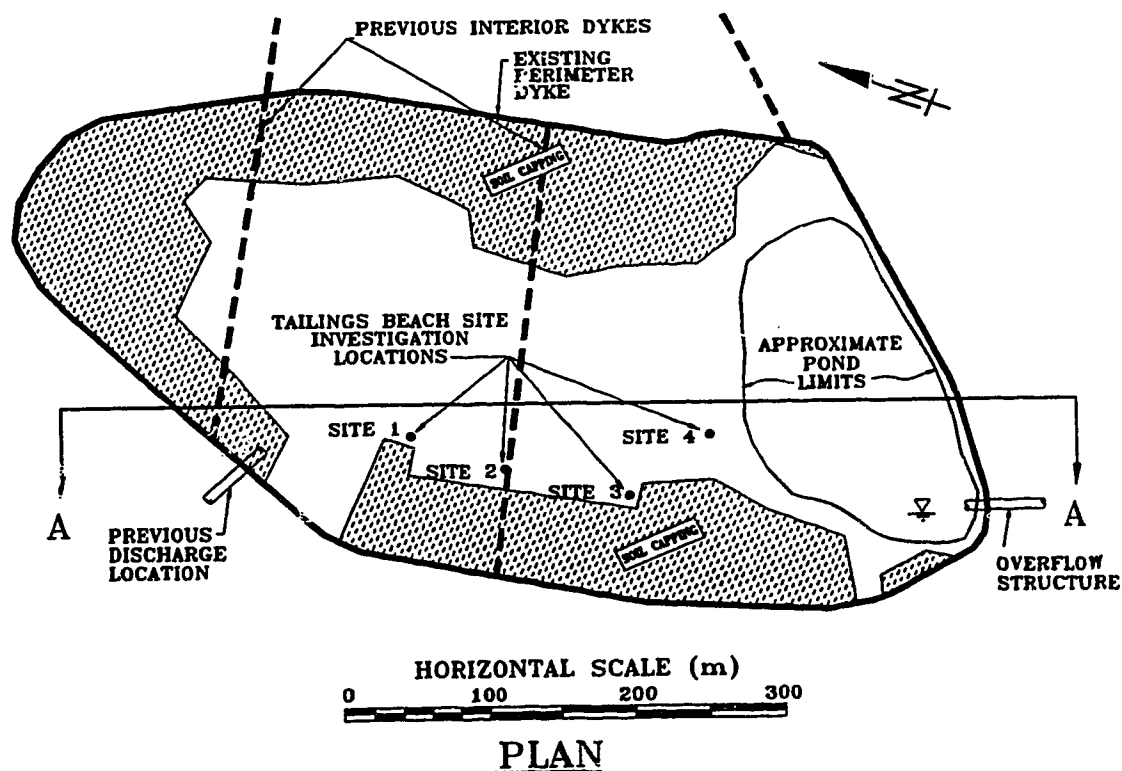 PREVIOUS INTERIOR DYKES
EXISTING
PERIMETER
DYKE
N
SOIL CAPPING
TAILINGS BEACH SITE
INVESTIGATION
LOCATIONS
APPROXIMATE
POND
LIMITS
SITE 1
SITE 4
SITE 2
SITE 3
A
A
PREVIOUS
DISCHARGE
LOCATION
SOIL CAPPING
OVERFLOW
STRUCTURE
HORIZONTAL SCALE (m)
0 100 200 300
PLAN